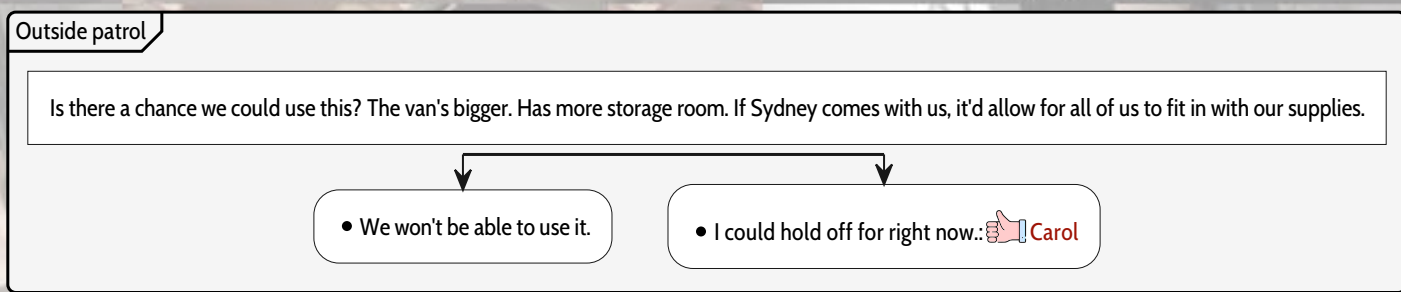 Outside patrol
Is there a chance we could use this? The van's bigger. Has more storage room. If Sydney comes with us, it'd allow for all of us to fit in with our supplies.
• We won't be able to use it.
• I could hold off for right now.: Carol